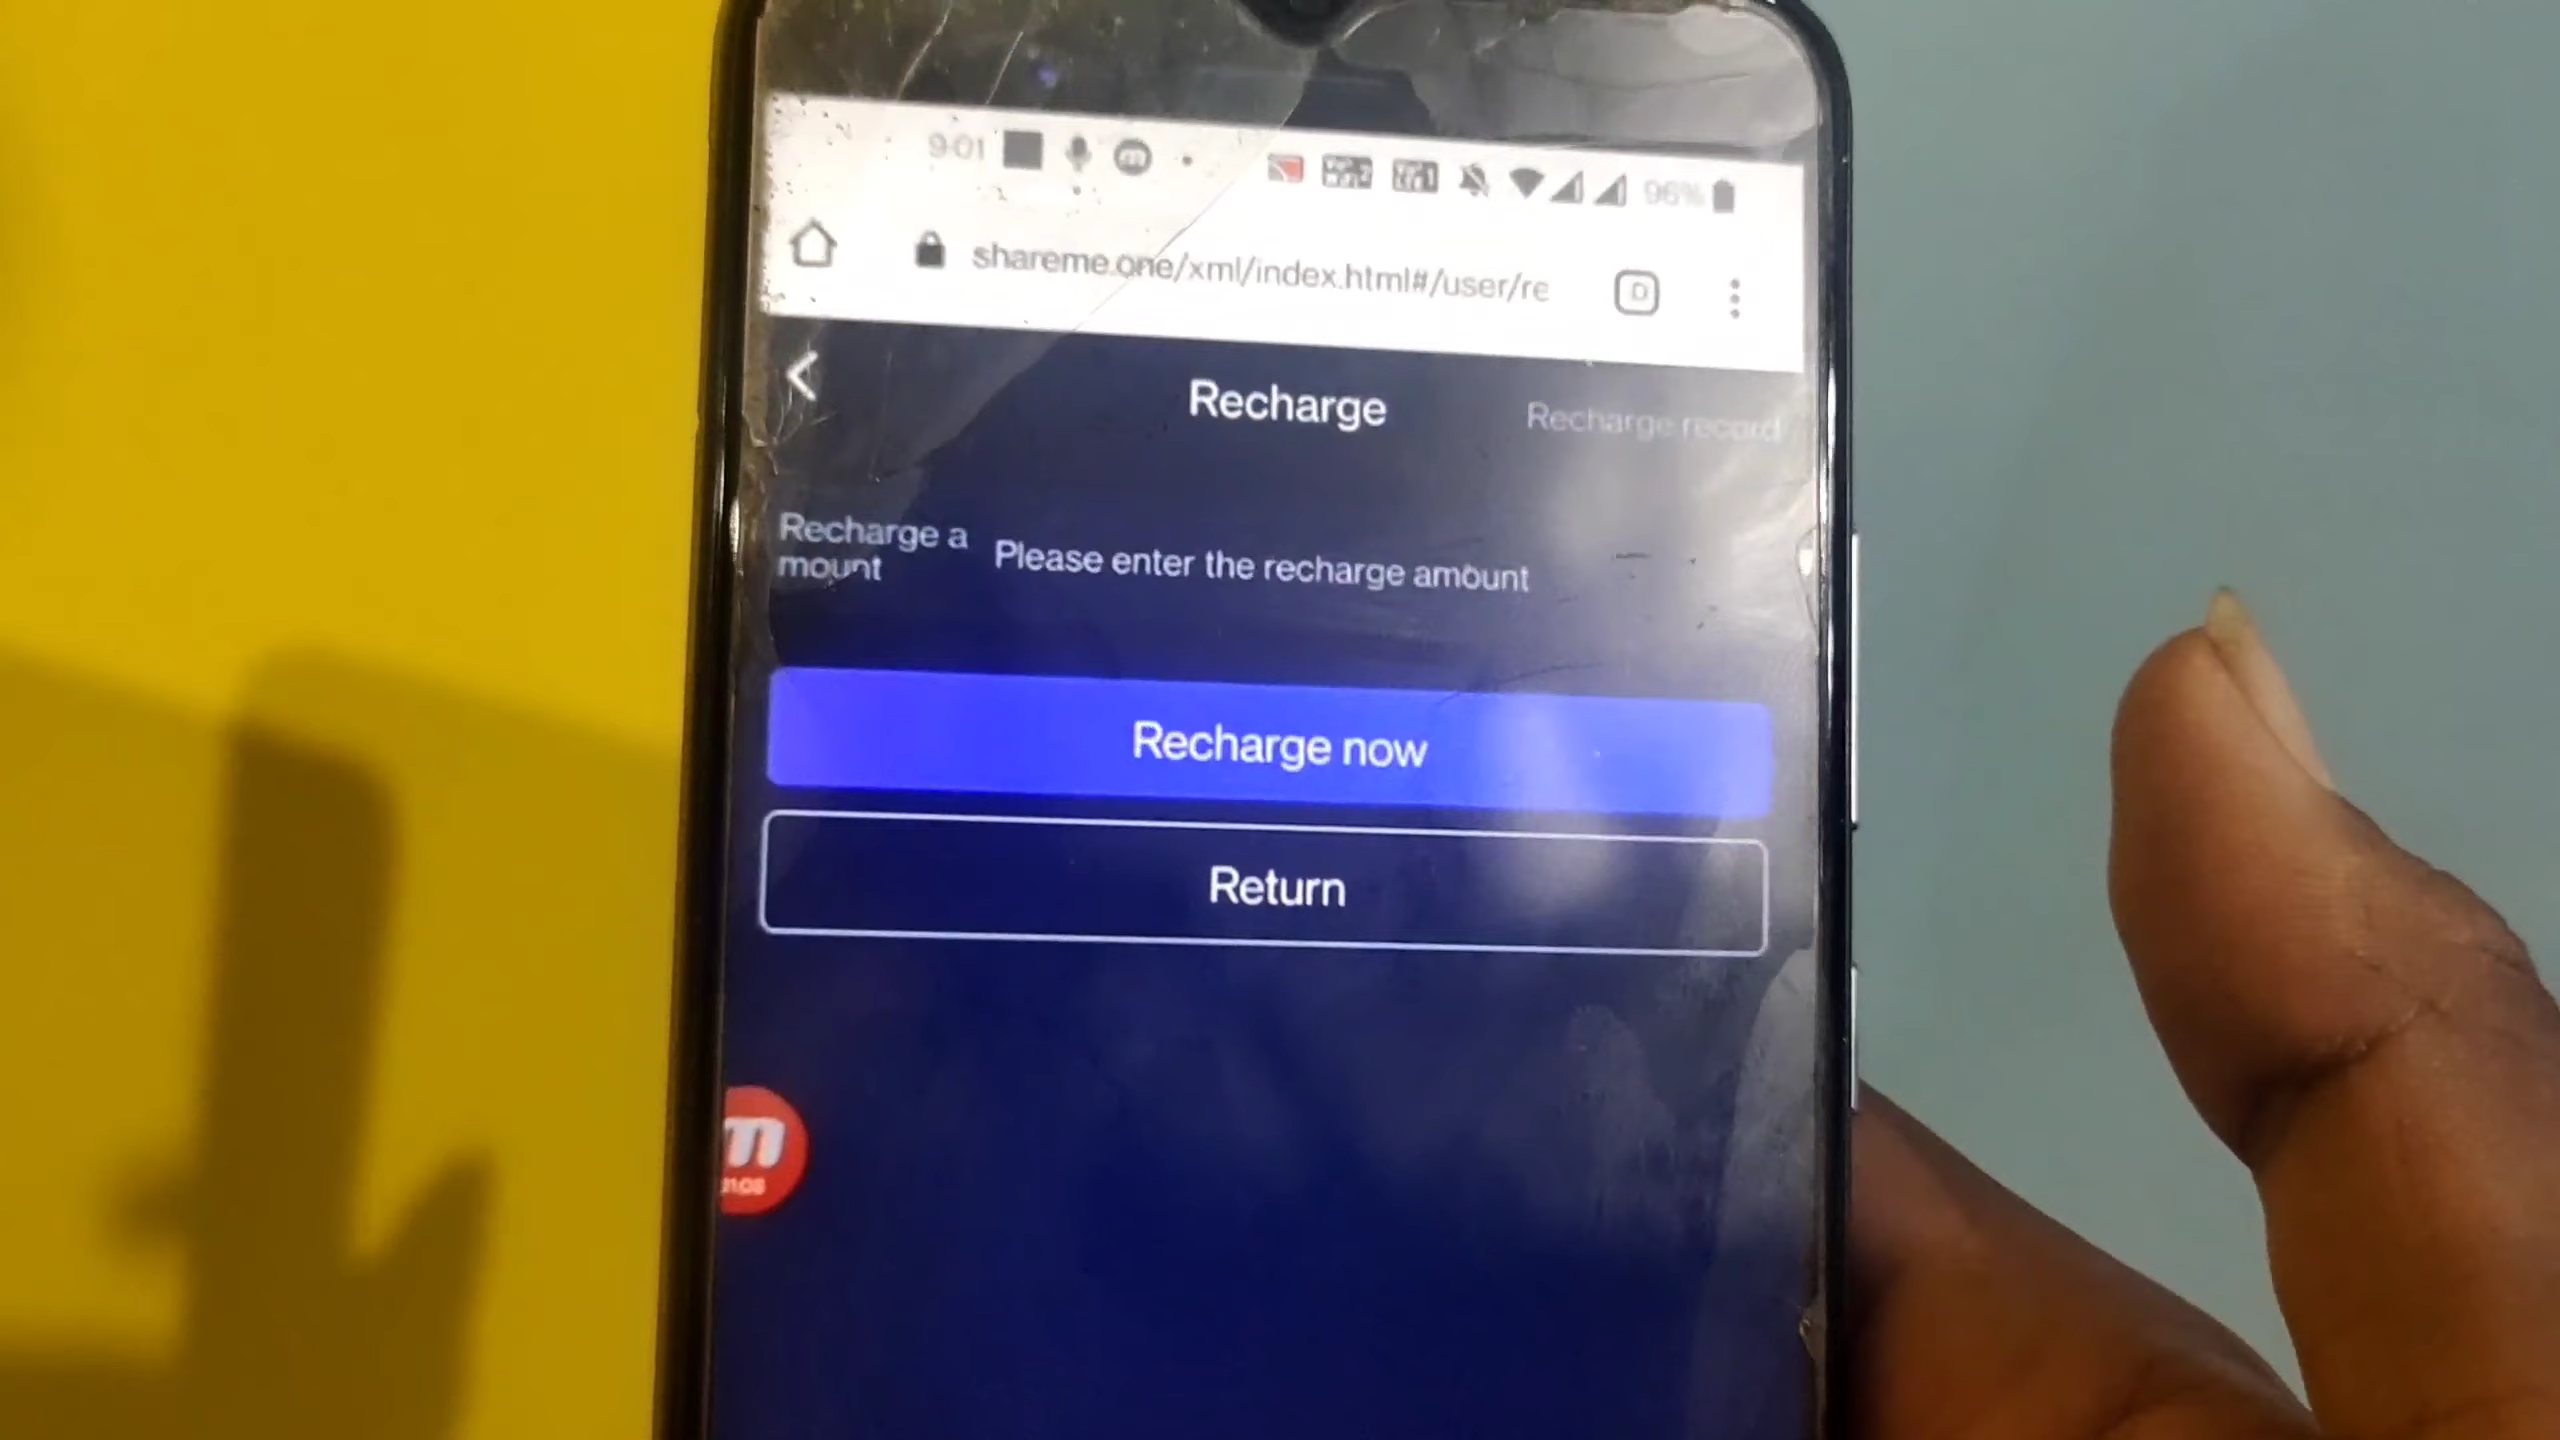 9:01 96%
shareme.one/xml/index.html#/user/re
Recharge
Recharge record
Recharge a
mount
Please enter the recharge amount
Recharge now
Return
m